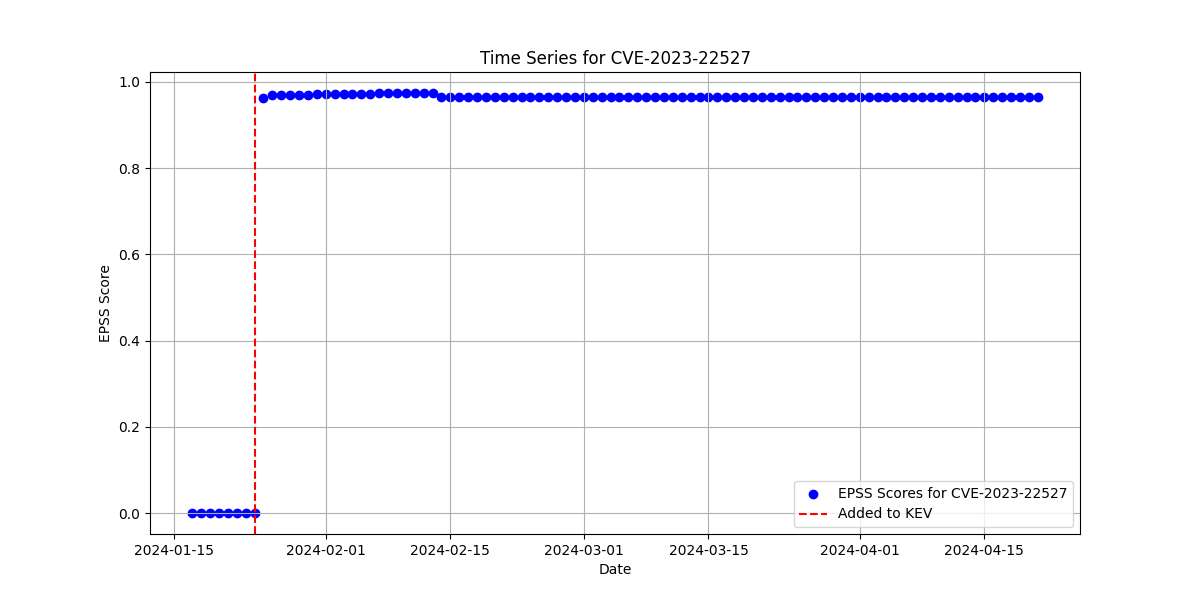 Time Series for CVE-2023-22527
1.0
0.8
0.6
0.4
0.2
0.0
EPSS Score
2024-01-15
2024-02-01
2024-02-15
2024-03-01
2024-03-15
2024-04-01
2024-04-15
Date
EPSS Scores for CVE-2023-22527
Added to KEV